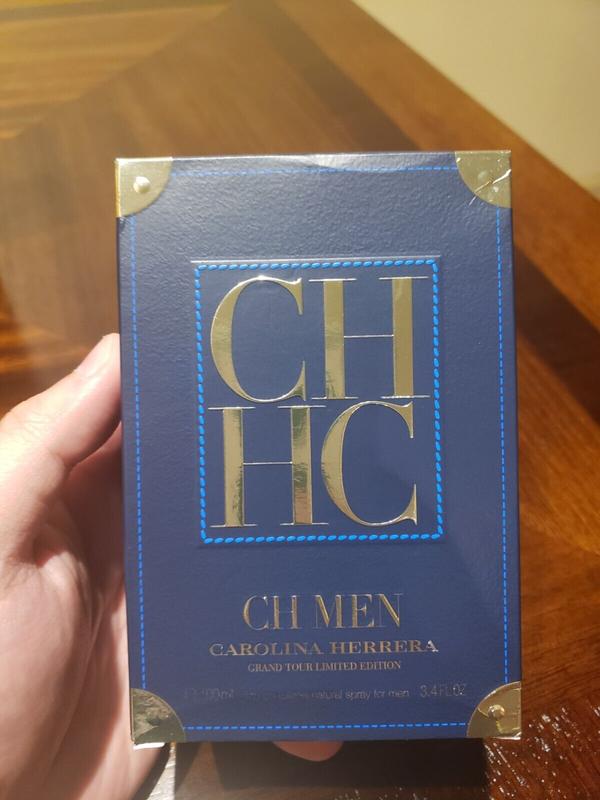 CH
HC
CH MEN
CAROLINA HERRERA
GRAND TOUR LIMITED EDITION
100ml natural spray for men 3.4 FL.OZ